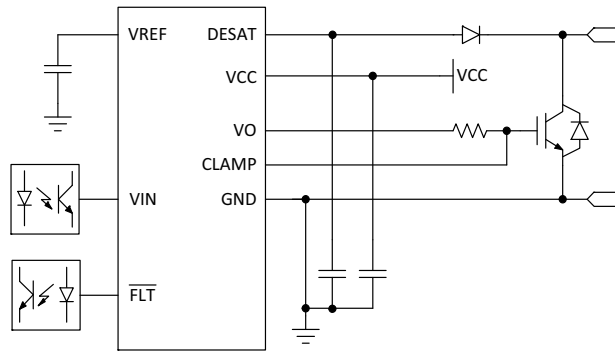 VREF
DESAT
VCC
VCC
VO
CLAMP
VIN
GND
FLT